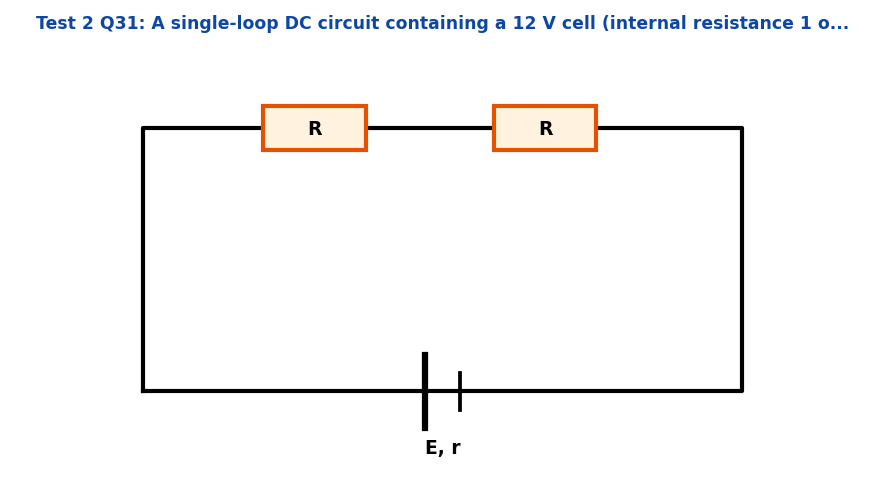 Test 2 Q31: A single-loop DC circuit containing a 12 V cell (internal resistance 1 o...
R R
E, r